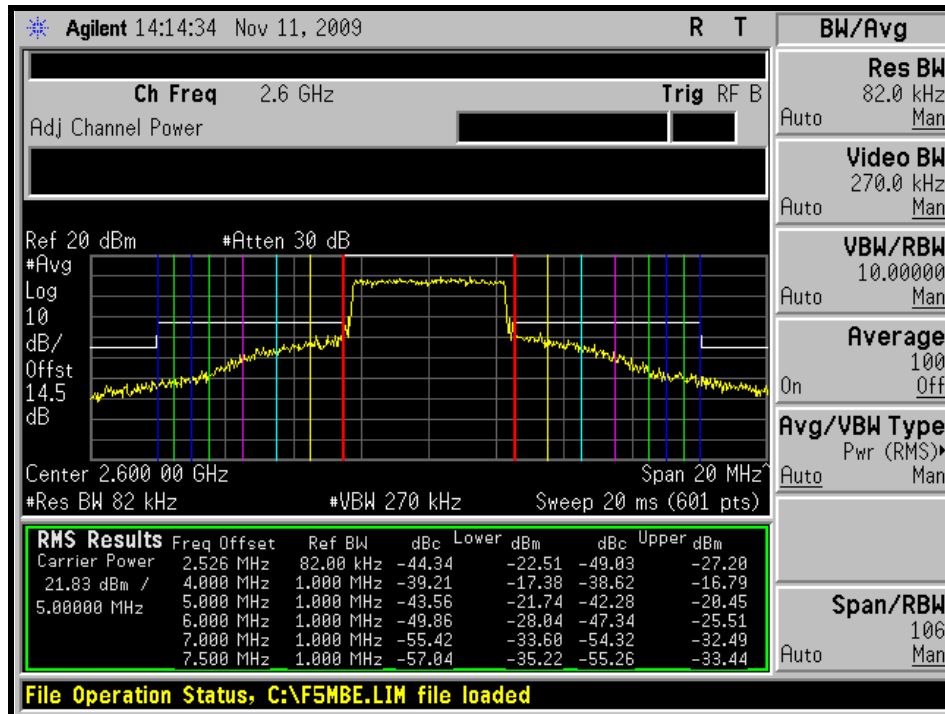 Agilent 14:14:34 Nov 11, 2009 R T
BW/Avg
Ch Freq 2.6 GHz Trig RF B
Adj Channel Power
Ref 20 dBm #Atten 30 dB
#Avg
Log
10
dB/
Offst
14.5
dB
Center 2.600 00 GHz Span 20 MHz^
#Res BW 82 kHz #VBW 270 kHz Sweep 20 ms (601 pts)
RMS Results Freq Offset Ref BW dBc Lower dBm dBc Upper dBm
Carrier Power 2.526 MHz 82.00 kHz -44.34 -22.51 -49.03 -27.20
21.83 dBm / 4.000 MHz 1.000 MHz -39.21 -17.38 -38.62 -16.79
5.00000 MHz 5.000 MHz 1.000 MHz -43.56 -21.74 -42.28 -20.45
6.000 MHz 1.000 MHz -49.86 -28.04 -47.34 -25.51
7.000 MHz 1.000 MHz -55.42 -33.60 -54.32 -32.49
7.500 MHz 1.000 MHz -57.04 -35.22 -55.26 -33.44
Res BW
82.0 kHz
Auto Man
Video BW
270.0 kHz
Auto Man
VBW/RBW
10.00000
Auto Man
Average
100
On Off
Avg/VBW Type
Pwr (RMS)▸
Auto Man
Span/RBW
106
Auto Man
File Operation Status, C:\F5MBE.LIM file loaded